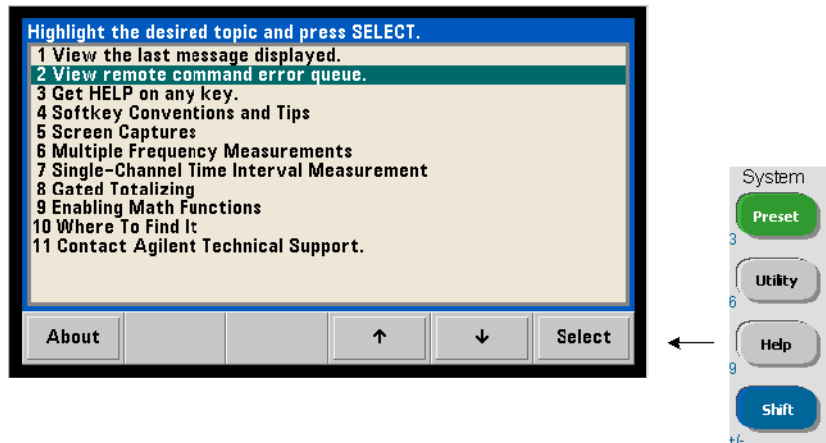 Highlight the desired topic and press SELECT.
1 View the last message displayed.
2 View remote command error queue.
3 Get HELP on any key.
4 Softkey Conventions and Tips
5 Screen Captures
6 Multiple Frequency Measurements
7 Single-Channel Time Interval Measurement
8 Gated Totalizing
9 Enabling Math Functions
10 Where To Find It
11 Contact Agilent Technical Support.
About ↑ ↓ Select
System
Preset
3
Utility
6
Help
9
Shift
+/-